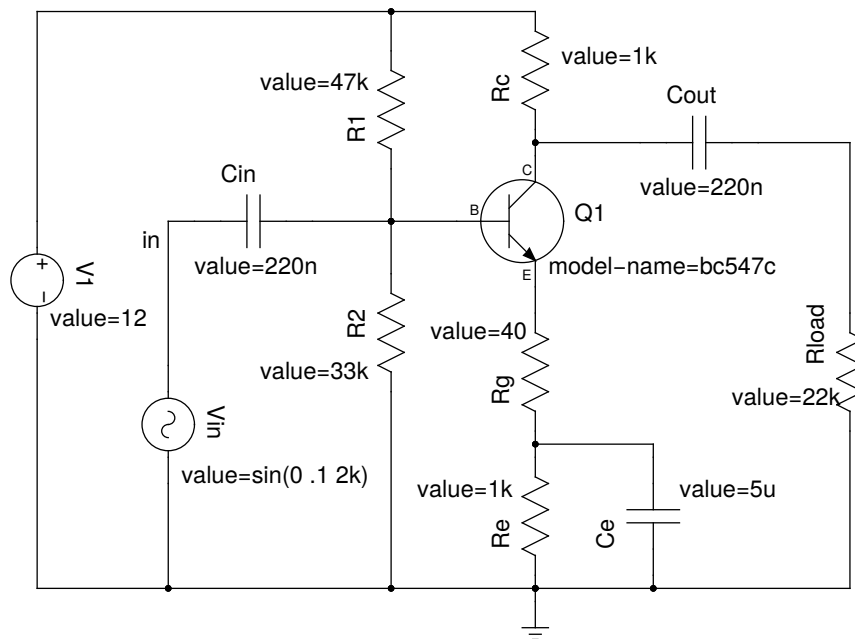 value=1k
Rc
value=47k
R1
Cout
value=220n
Cin
C
B
Q1
in
value=220n
E
model-name=bc547c
+
−
V1
value=12
R2
value=33k
value=40
Rg
Rload
value=22k
Vin
value=sin(0 .1 2k)
value=1k
Re
value=5u
Ce